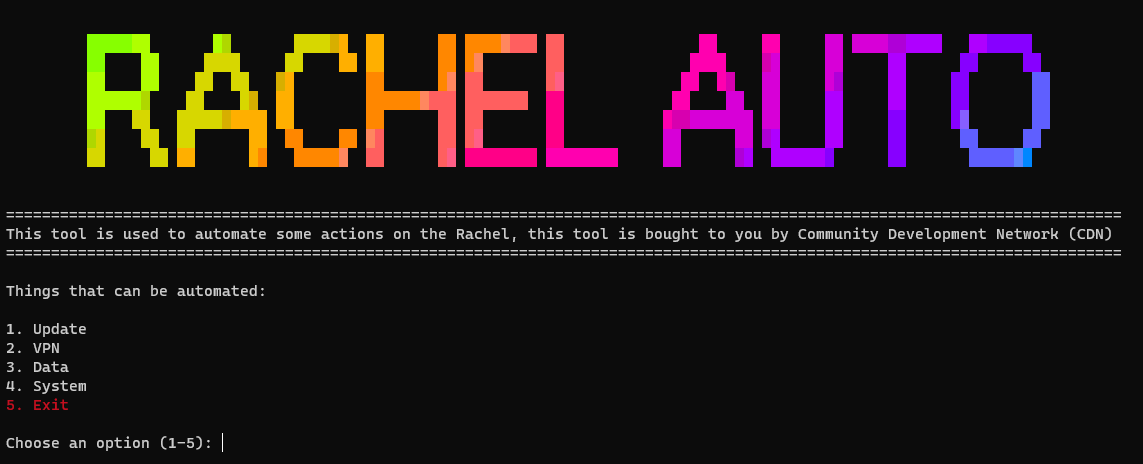 RACHEL AUTO
============================================================================================================================
This tool is used to automate some actions on the Rachel, this tool is bought to you by Community Development Network (CDN)
============================================================================================================================
Things that can be automated:
1. Update
2. VPN
3. Data
4. System
5. Exit
Choose an option (1-5):